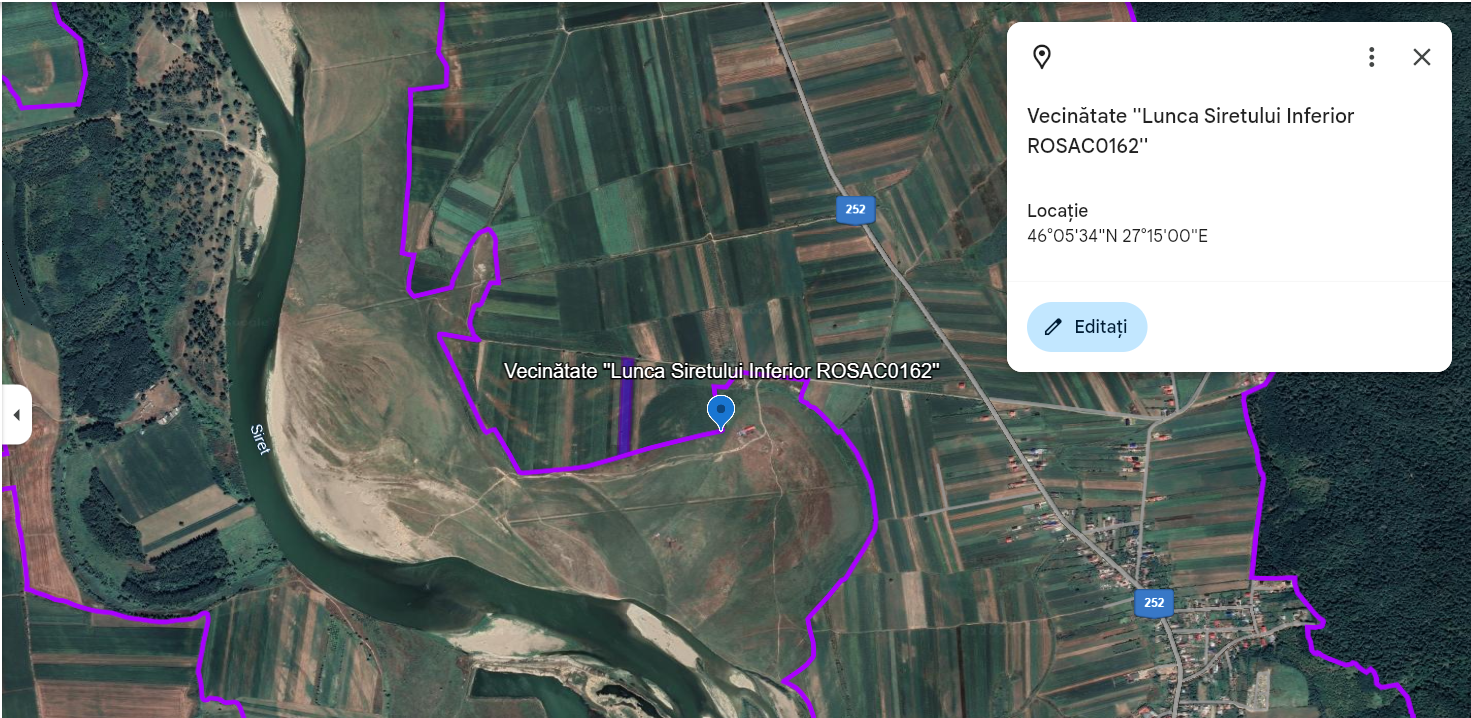 Vecinătate ''Lunca Siretului Inferior
ROSAC0162''
Locație
46°05'34"N 27°15'00"E
Editați
252
Vecinătate "Lunca Siretului Inferior ROSAC0162"
Siret
252